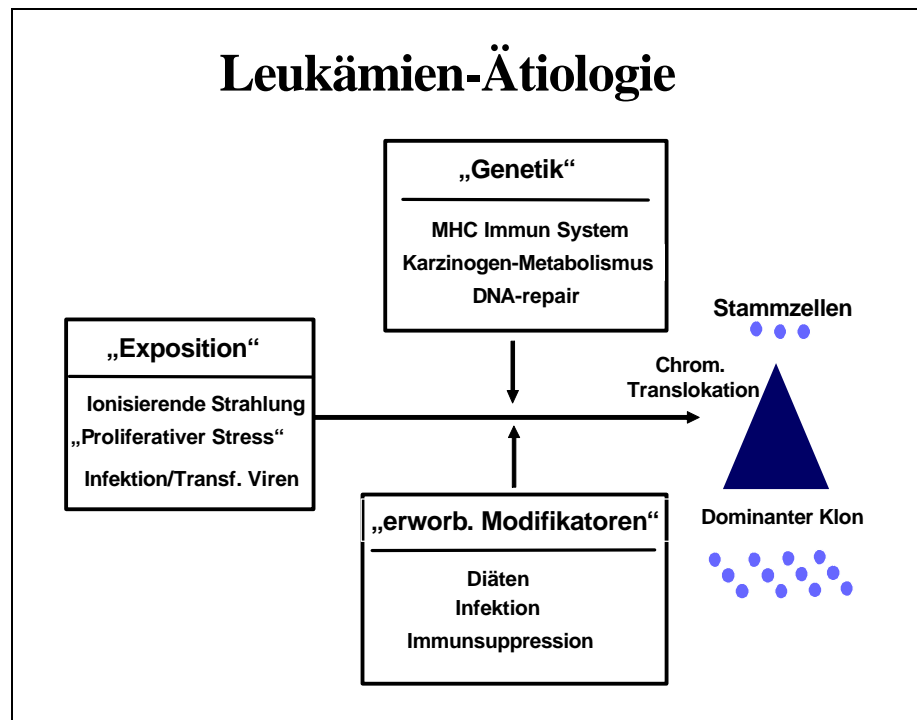 Leukämien-Ätiologie
„Genetik“
MHC Immun System
Karzinogen-Metabolismus
DNA-repair
„Exposition“
Ionisierende Strahlung
„Proliferativer Stress“
Infektion/Transf. Viren
Stammzellen
Chrom.
Translokation
„erworb. Modifikatoren“
Diäten
Infektion
Immunsuppression
Dominanter Klon